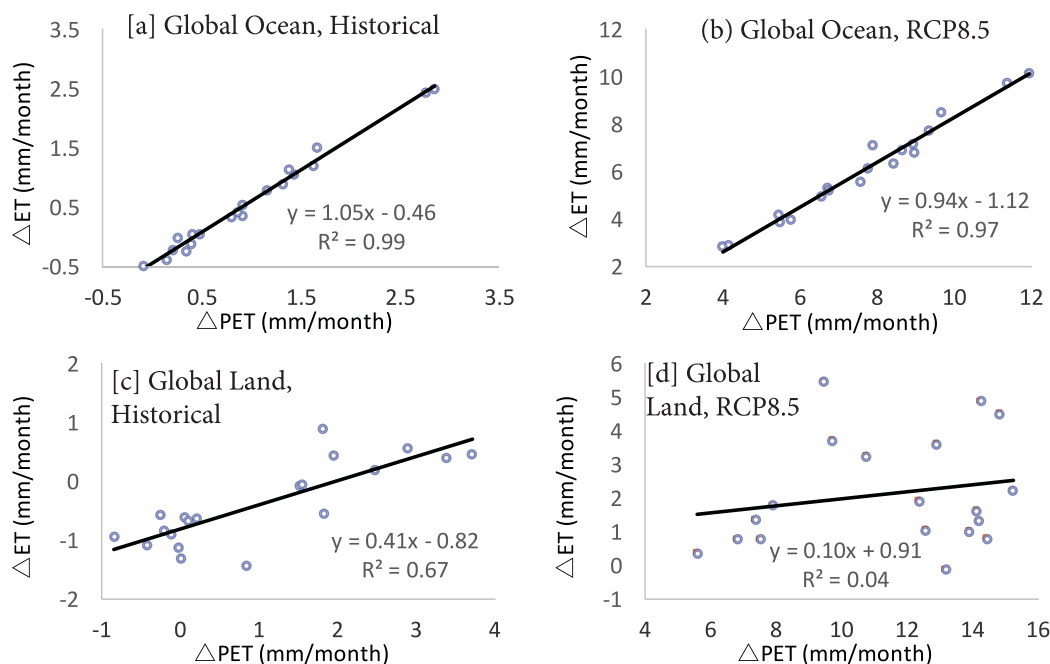 [a] Global Ocean, Historical
3.5
2.5
1.5
0.5
-0.5
△ET (mm/month)
y = 1.05x - 0.46
R² = 0.99
-0.5 0.5 1.5 2.5 3.5
△PET (mm/month)
(b) Global Ocean, RCP8.5
12
10
8
6
4
2
△ET (mm/month)
y = 0.94x - 1.12
R² = 0.97
2 4 6 8 10 12
△PET (mm/month)
[c] Global Land,
Historical
2
1
0
-1
-2
△ET (mm/month)
y = 0.41x - 0.82
R² = 0.67
-1 0 1 2 3 4
△PET (mm/month)
[d] Global
Land, RCP8.5
6
5
4
3
2
1
0
-1
△ET (mm/month)
y = 0.10x + 0.91
R² = 0.04
4 6 8 10 12 14 16
△PET (mm/month)